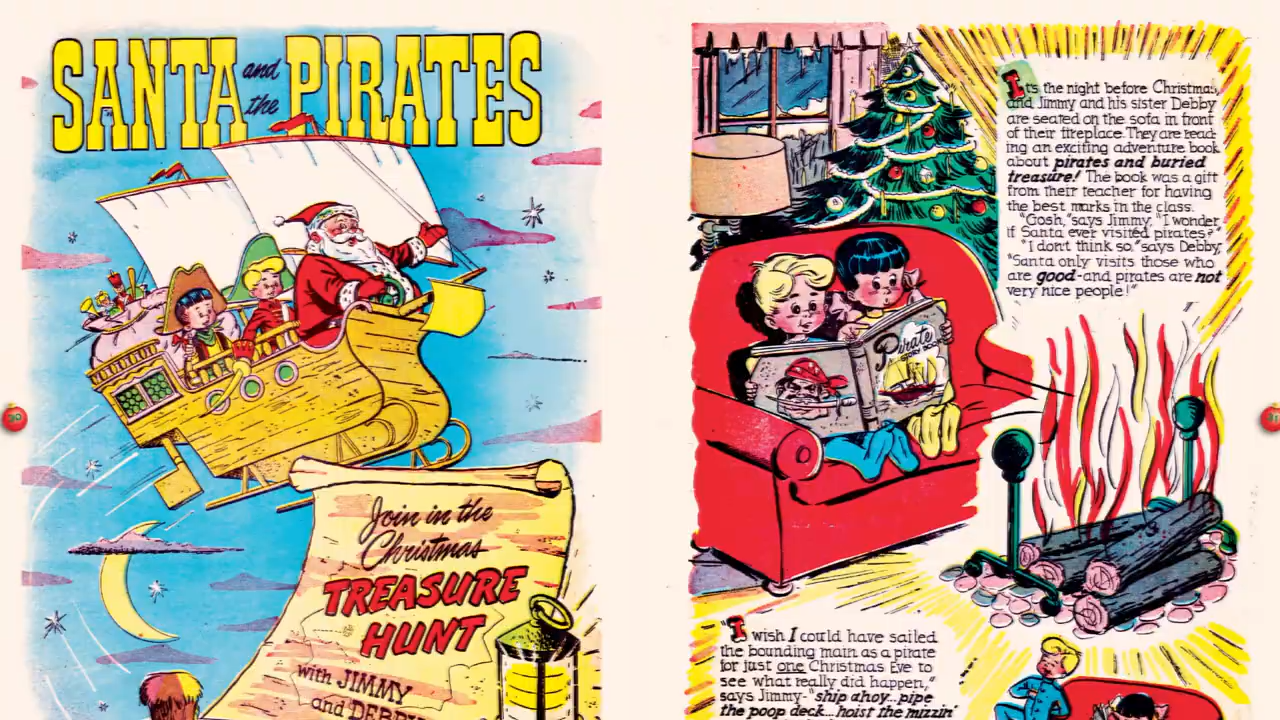 SANTA and the PIRATES
Join in the
Christmas
TREASURE
HUNT
with JIMMY
and DEBBIE
It's the night before Christmas,
and Jimmy and his sister Debby
are seated on the sofa in front
of their fireplace. They are read-
ing an exciting adventure book
about pirates and buried
treasure! The book was a gift
from their teacher for having
the best marks in the class.
"Gosh," says Jimmy, "I wonder
if Santa ever visited pirates?"
"I don't think so," says Debby,
"Santa only visits those who
are good-and pirates are not
very nice people!"
Pirate
STORY BOOK
"I wish I could have sailed
the bounding main as a pirate
for just one Christmas Eve to
see what really did happen,"
says Jimmy-"ship ahoy...pipe
the poop deck...hoist the mizzin'